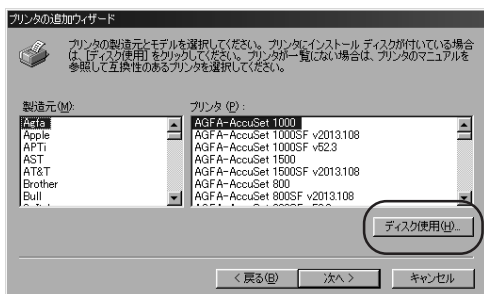 プリンタの追加ウィザード
プリンタの製造元とモデルを選択してください。プリンタにインストール ディスクが付いている場合
は、[ディスク使用] をクリックしてください。プリンタが一覧にない場合は、プリンタのマニュアルを
参照して互換性のあるプリンタを選択してください。
製造元(M):
プリンタ (P) :
Agfa
Apple
APTi
AST
AT&T
Brother
Bull
AGFA-AccuSet 1000
AGFA-AccuSet 1000SF v2013.108
AGFA-AccuSet 1000SF v52.3
AGFA-AccuSet 1500
AGFA-AccuSet 1500SF v2013.108
AGFA-AccuSet 800
AGFA-AccuSet 800SF v2013.108
ディスク使用(H)...
< 戻る(B)
次へ >
キャンセル